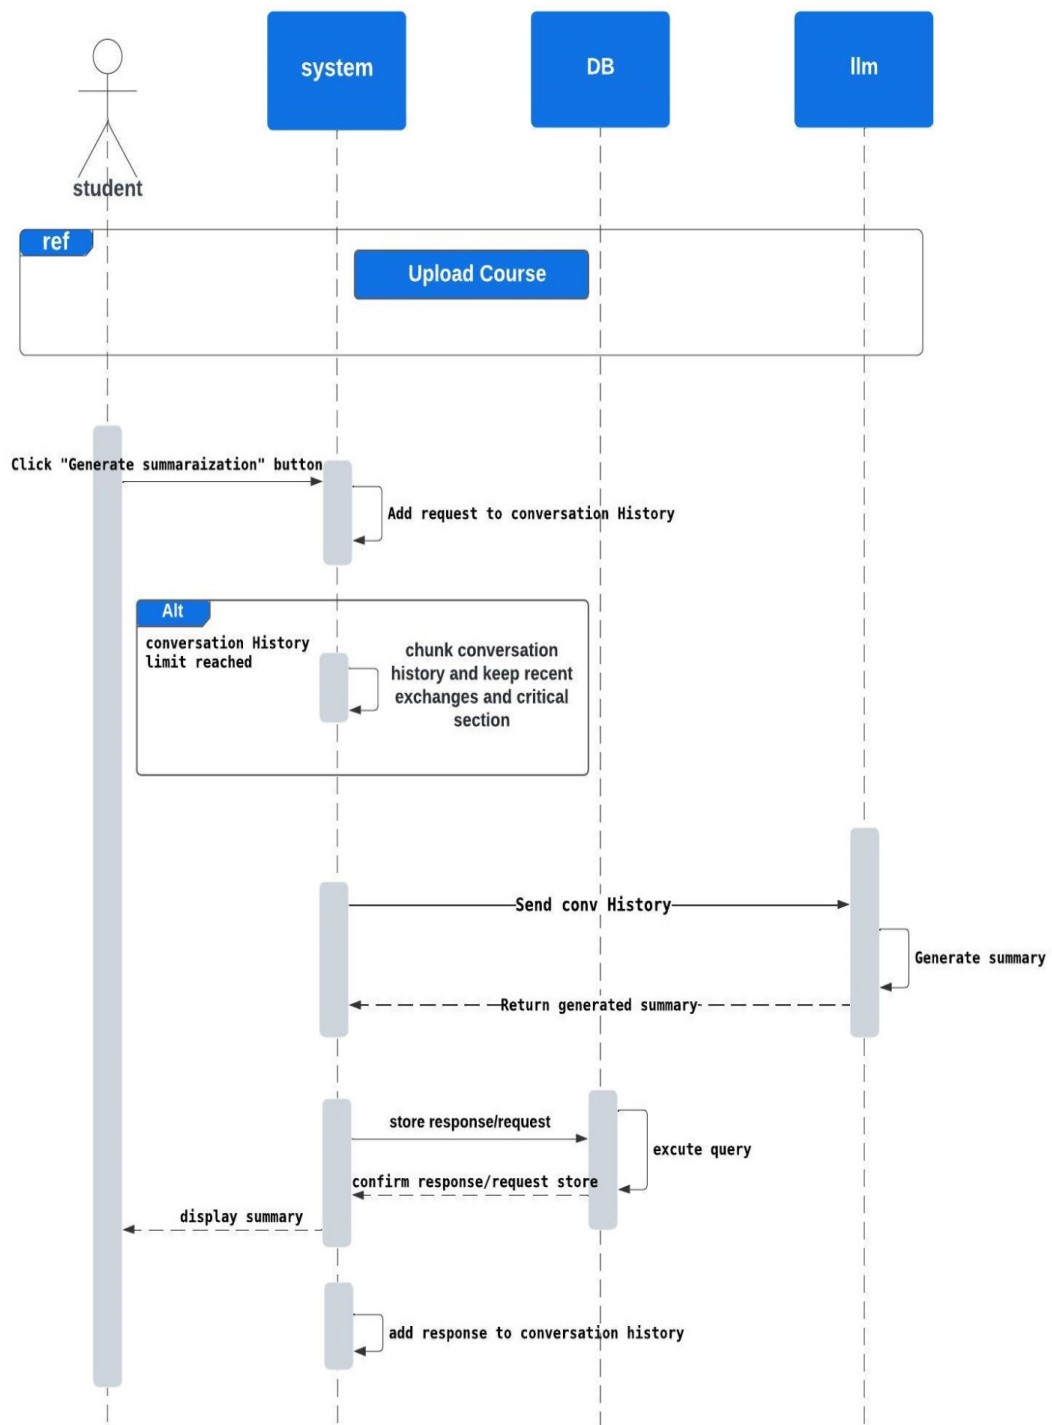 system
DB
llm
student
ref
Upload Course
Click "Generate summaraization" button
Add request to conversation History
Alt
conversation History
limit reached
chunk conversation
history and keep recent
exchanges and critical
section
Send conv History
Generate summary
Return generated summary
store response/request
excute query
confirm response/request store
display summary
add response to conversation history